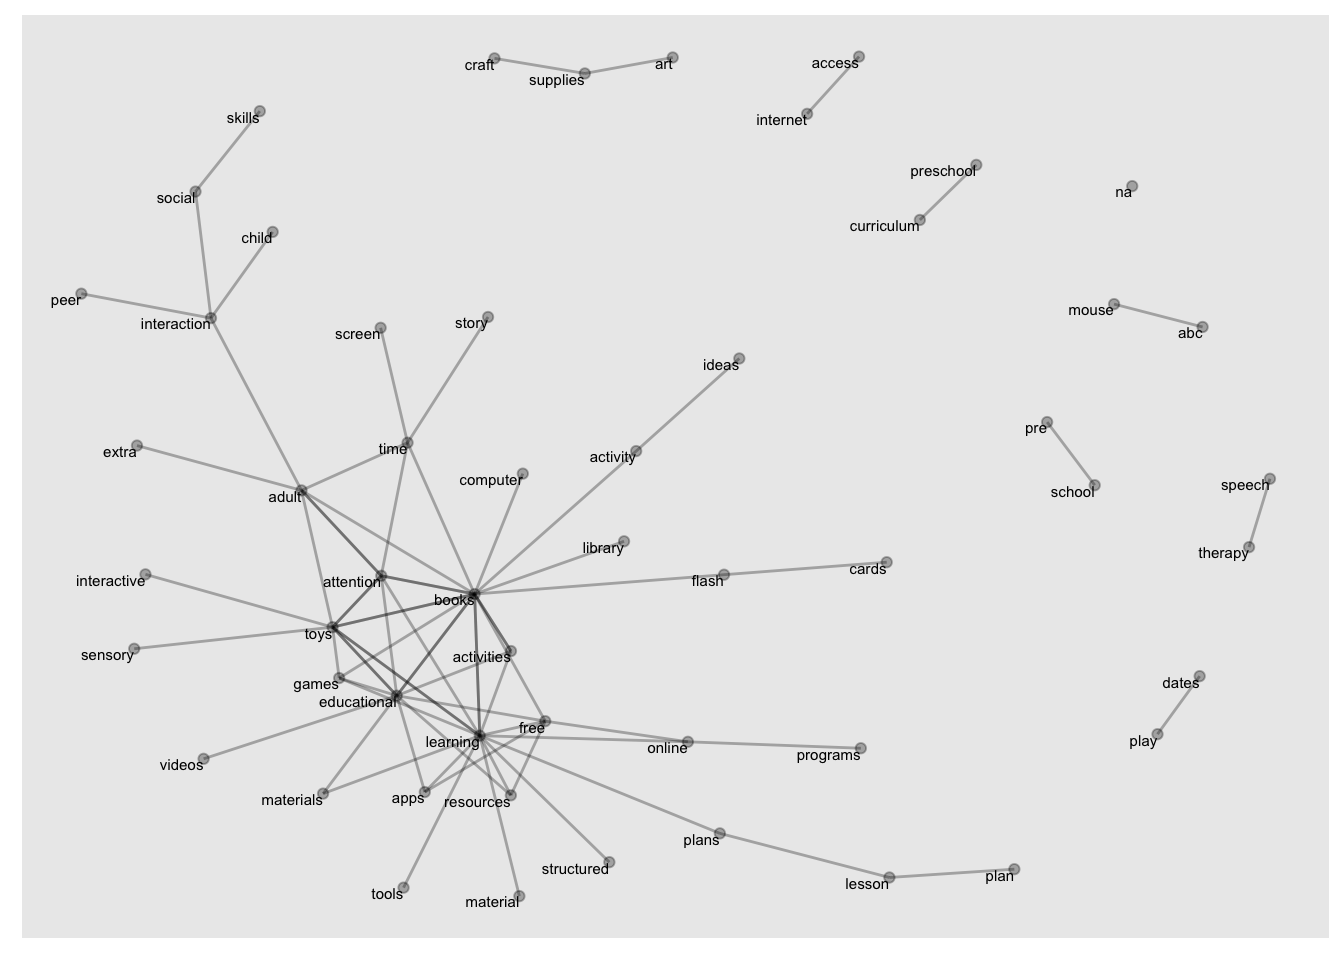 craft
supplies
art
access
internet
skills
social
child
preschool
curriculum
na
peer
interaction
screen
story
mouse
abc
ideas
extra
time
adult
computer
activity
pre
school
speech
therapy
library
interactive
attention
books
flash
cards
toys
sensory
activities
games
educational
dates
free
learning
online
play
programs
videos
materials
apps
resources
plans
structured
lesson
plan
tools
material